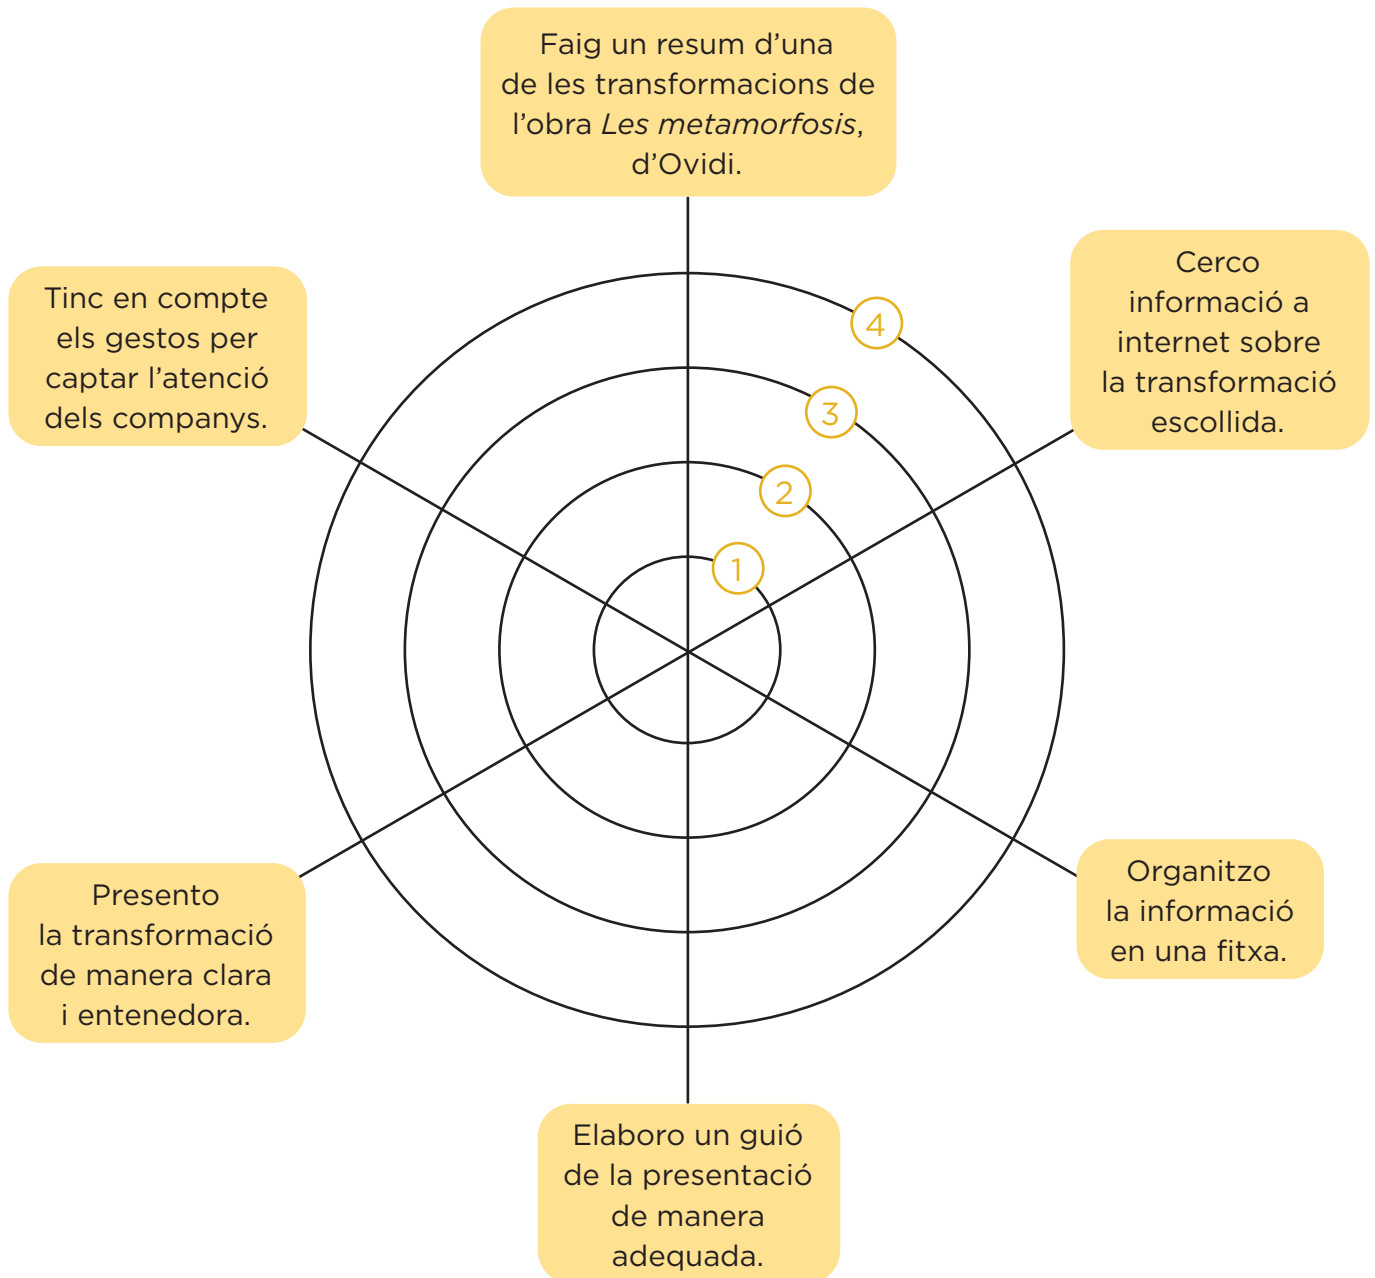 Faig un resum d’una
de les transformacions de
l’obra Les metamorfosis,
d’Ovidi.
Cerco
informació a
internet sobre
la transformació
escollida.
Tinc en compte
els gestos per
captar l’atenció
dels companys.
4
3
2
1
Organitzo
la informació
en una fitxa.
Presento
la transformació
de manera clara
i entenedora.
Elaboro un guió
de la presentació
de manera
adequada.